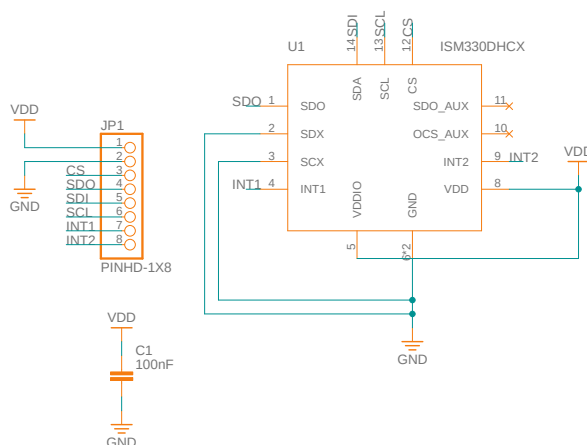 14 SDI
13 SCL
12 CS
U1
ISM330DHCX
SDA
SCL
CS
SDO 1 SDO
SDO_AUX 11
2 SDX
OCS_AUX 10
3 SCX
INT2 9 INT2
INT1 4 INT1
VDD 8
VDD
VDDIO
GND
5
6*2
GND
VDD
JP1
1
2
CS 3
SDO 4
SDI 5
SCL 6
INT1 7
INT2 8
GND
PINHD-1X8
VDD
C1
100nF
GND